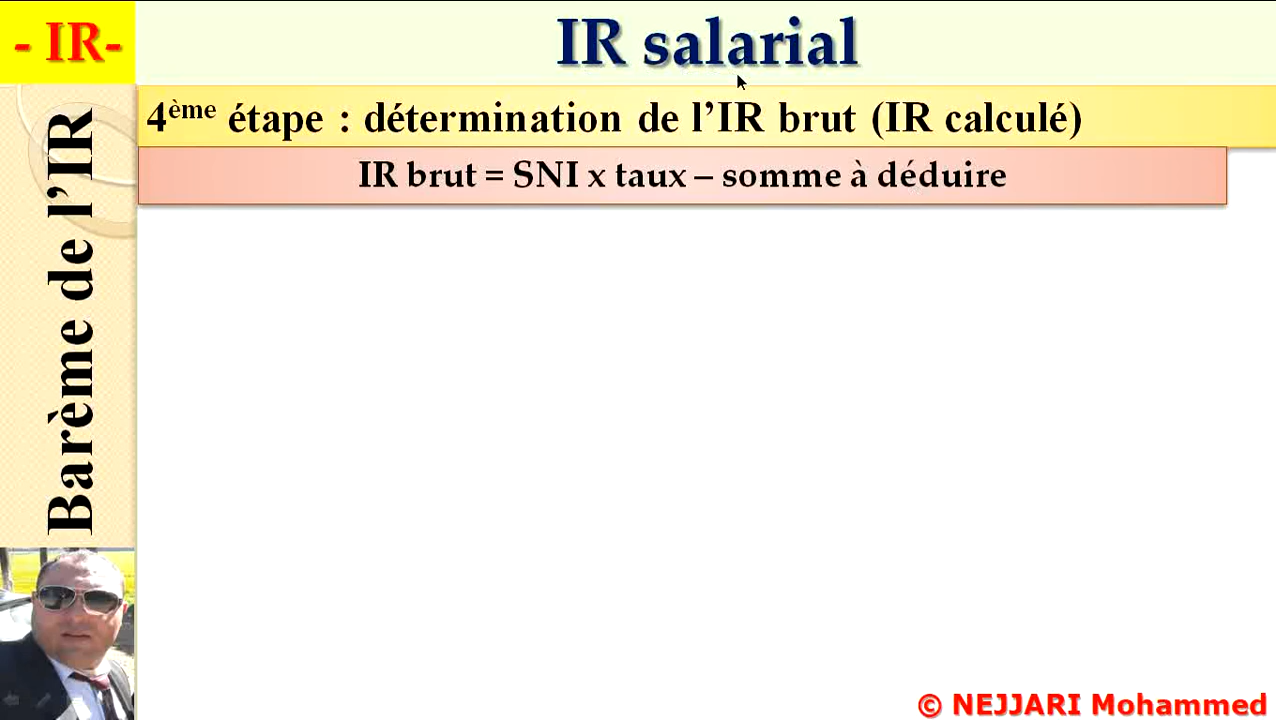 - IR-
IR salarial
4ème étape : détermination de l’IR brut (IR calculé)
IR brut = SNI x taux – somme à déduire
Barème de l’IR
© NEJJARI Mohammed